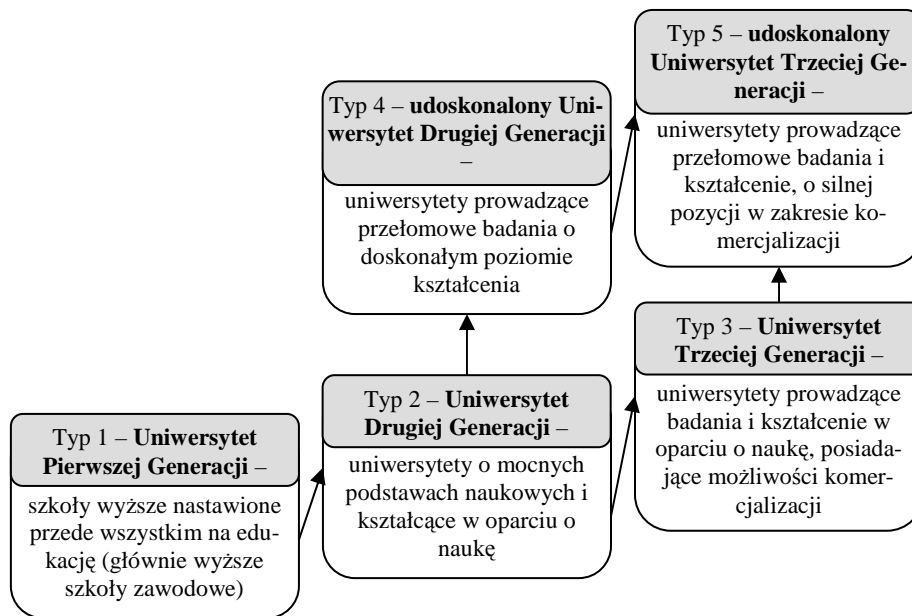 Typ 5 – udoskonalony
Uniwersytet Trzeciej Ge-
neracji –
uniwersytety prowadzące
przełomowe badania i
kształcenie, o silnej
pozycji w zakresie ko-
mercjalizacji
Typ 4 – udoskonalony Uni-
wersytet Drugiej Generacji
–
uniwersytety prowadzące
przełomowe badania o
doskonałym poziomie
kształcenia
Typ 3 – Uniwersytet
Trzeciej Generacji –
uniwersytety prowadzące
badania i kształcenie w
oparciu o naukę, posiada-
jące możliwości komer-
cjalizacji
Typ 2 – Uniwersytet
Drugiej Generacji –
uniwersytety o mocnych
podstawach naukowych i
kształcące w oparciu o
naukę
Typ 1 – Uniwersytet
Pierwszej Generacji –
szkoły wyższe nastawione
przede wszystkim na edu-
kację (głównie wyższe
szkoły zawodowe)